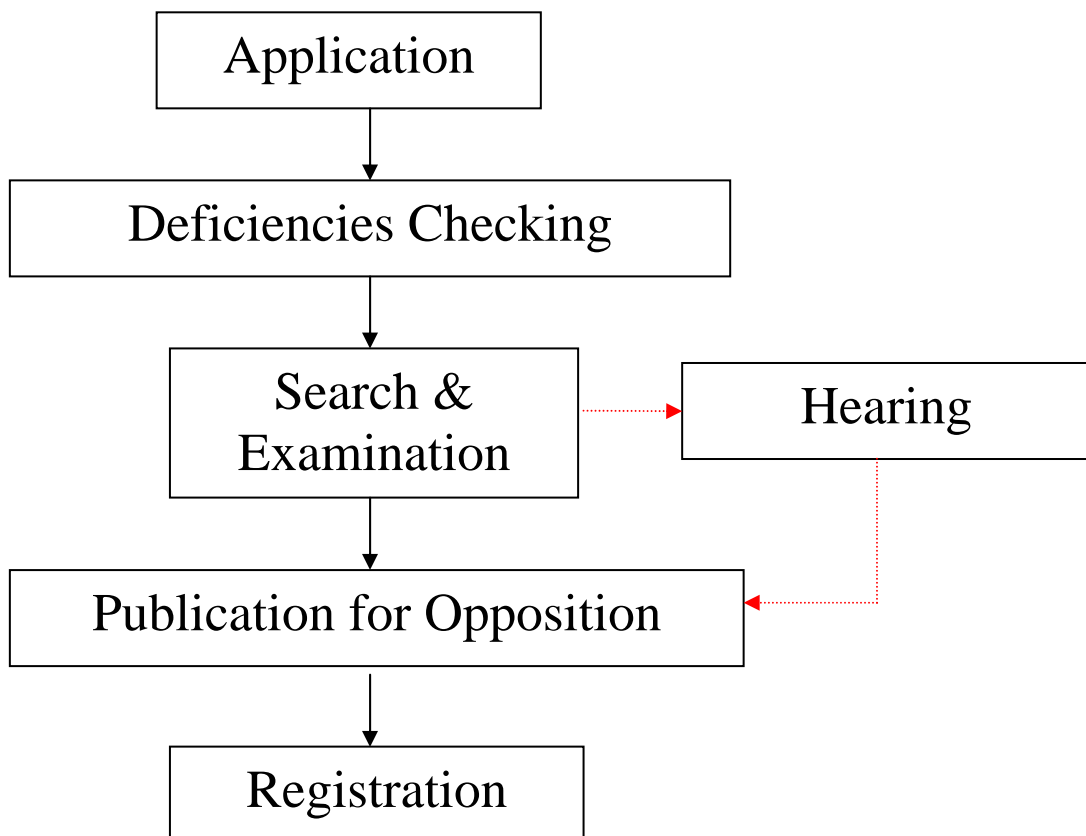 Application
Deficiencies Checking
Search &
Examination
Hearing
Publication for Opposition
Registration